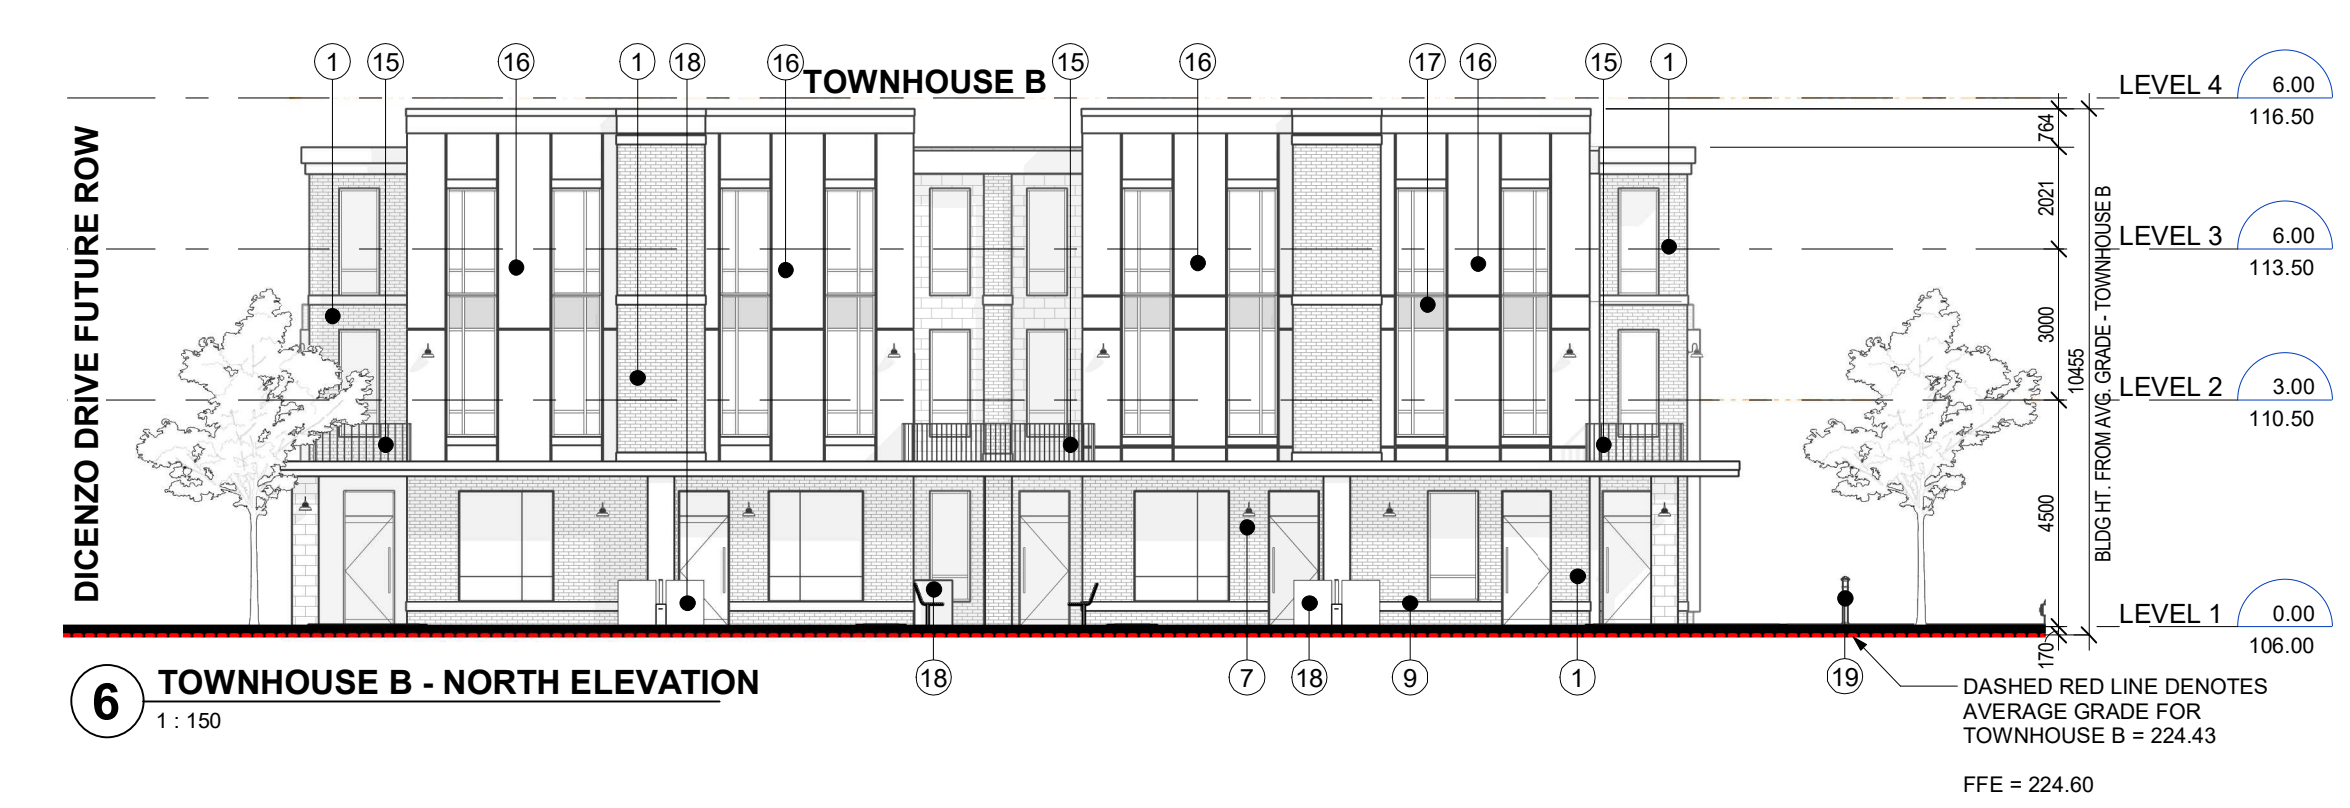 1 15 16 1 18 16 TOWNHOUSE B 15 16 17 16 15 1
LEVEL 4 6.00
116.50
764
DICENZO DRIVE FUTURE ROW
2021
LEVEL 3 6.00
113.50
3000
10455
BLDG HT. FROM AVG. GRADE - TOWNHOUSE B
LEVEL 2 3.00
110.50
4500
LEVEL 1 0.00
106.00
170
18 7 18 9 1 19
6 TOWNHOUSE B - NORTH ELEVATION
1 : 150
DASHED RED LINE DENOTES
AVERAGE GRADE FOR
TOWNHOUSE B = 224.43
FFE = 224.60